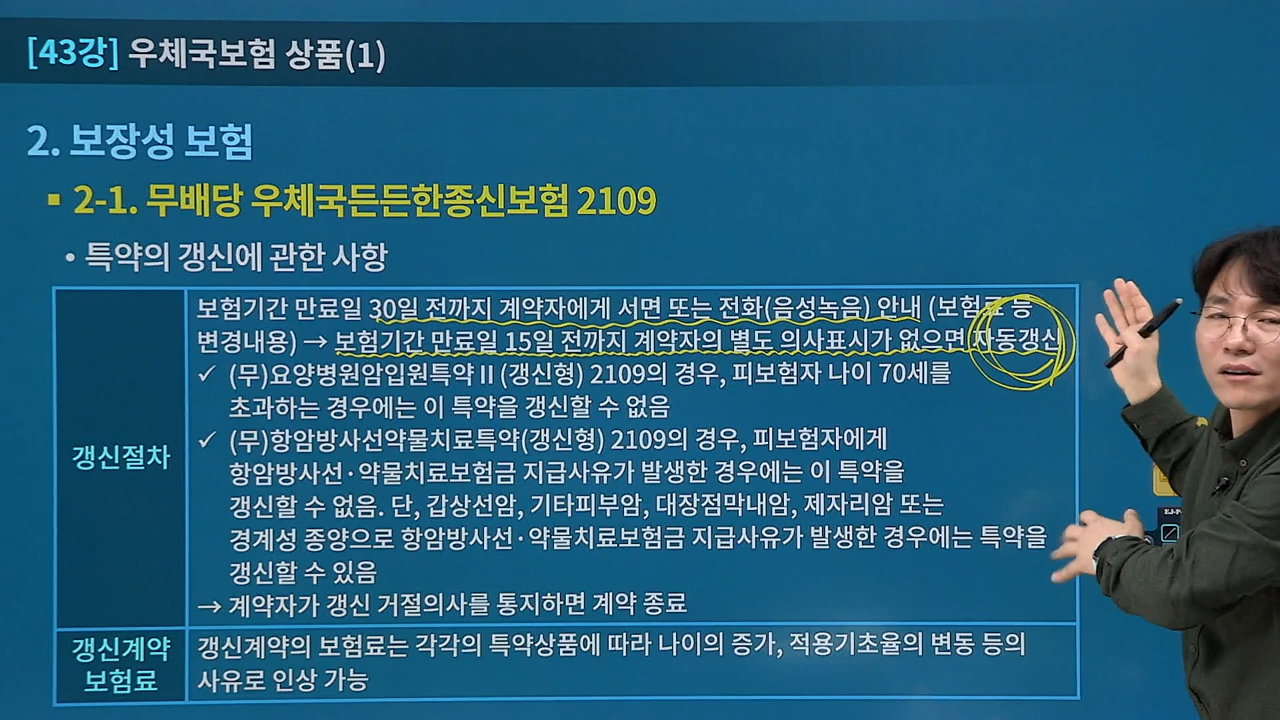 [43강] 우체국보험 상품(1)
2. 보장성 보험
▪ 2-1. 무배당 우체국든든한종신보험 2109
• 특약의 갱신에 관한 사항
갱신절차
보험기간 만료일 30일 전까지 계약자에게 서면 또는 전화(음성녹음) 안내 (보험료 등
변경내용) → 보험기간 만료일 15일 전까지 계약자의 별도 의사표시가 없으면 자동갱신
✓ (무)요양병원암입원특약Ⅱ(갱신형) 2109의 경우, 피보험자 나이 70세를
초과하는 경우에는 이 특약을 갱신할 수 없음
✓ (무)항암방사선약물치료특약(갱신형) 2109의 경우, 피보험자에게
항암방사선·약물치료보험금 지급사유가 발생한 경우에는 이 특약을
갱신할 수 없음. 단, 갑상선암, 기타피부암, 대장점막내암, 제자리암 또는
경계성 종양으로 항암방사선·약물치료보험금 지급사유가 발생한 경우에는 특약을
갱신할 수 있음
→ 계약자가 갱신 거절의사를 통지하면 계약 종료
갱신계약
보험료
갱신계약의 보험료는 각각의 특약상품에 따라 나이의 증가, 적용기초율의 변동 등의
사유로 인상 가능